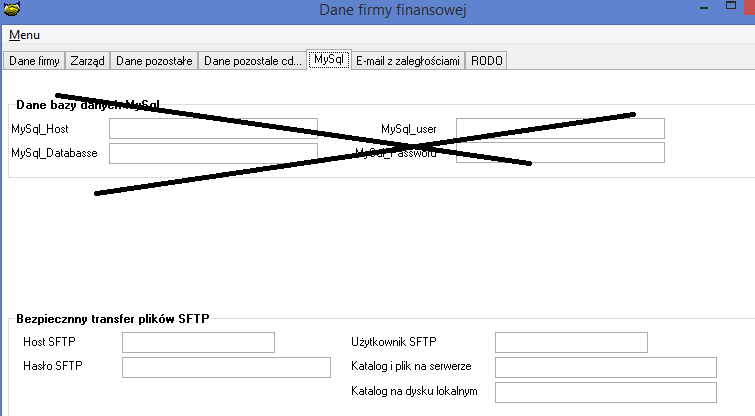 Dane firmy finansowej
Menu
Dane firmy Zarząd Dane pozostałe Dane pozostale cd... MySql E-mail z zaległościami RODO
Dane bazy danych MySql
MySql_Host MySql_user
MySql_Databasse MySql_Password
Bezpiecznny transfer plików SFTP
Host SFTP Użytkownik SFTP
Hasło SFTP Katalog i plik na serwerze
Katalog na dysku lokalnym